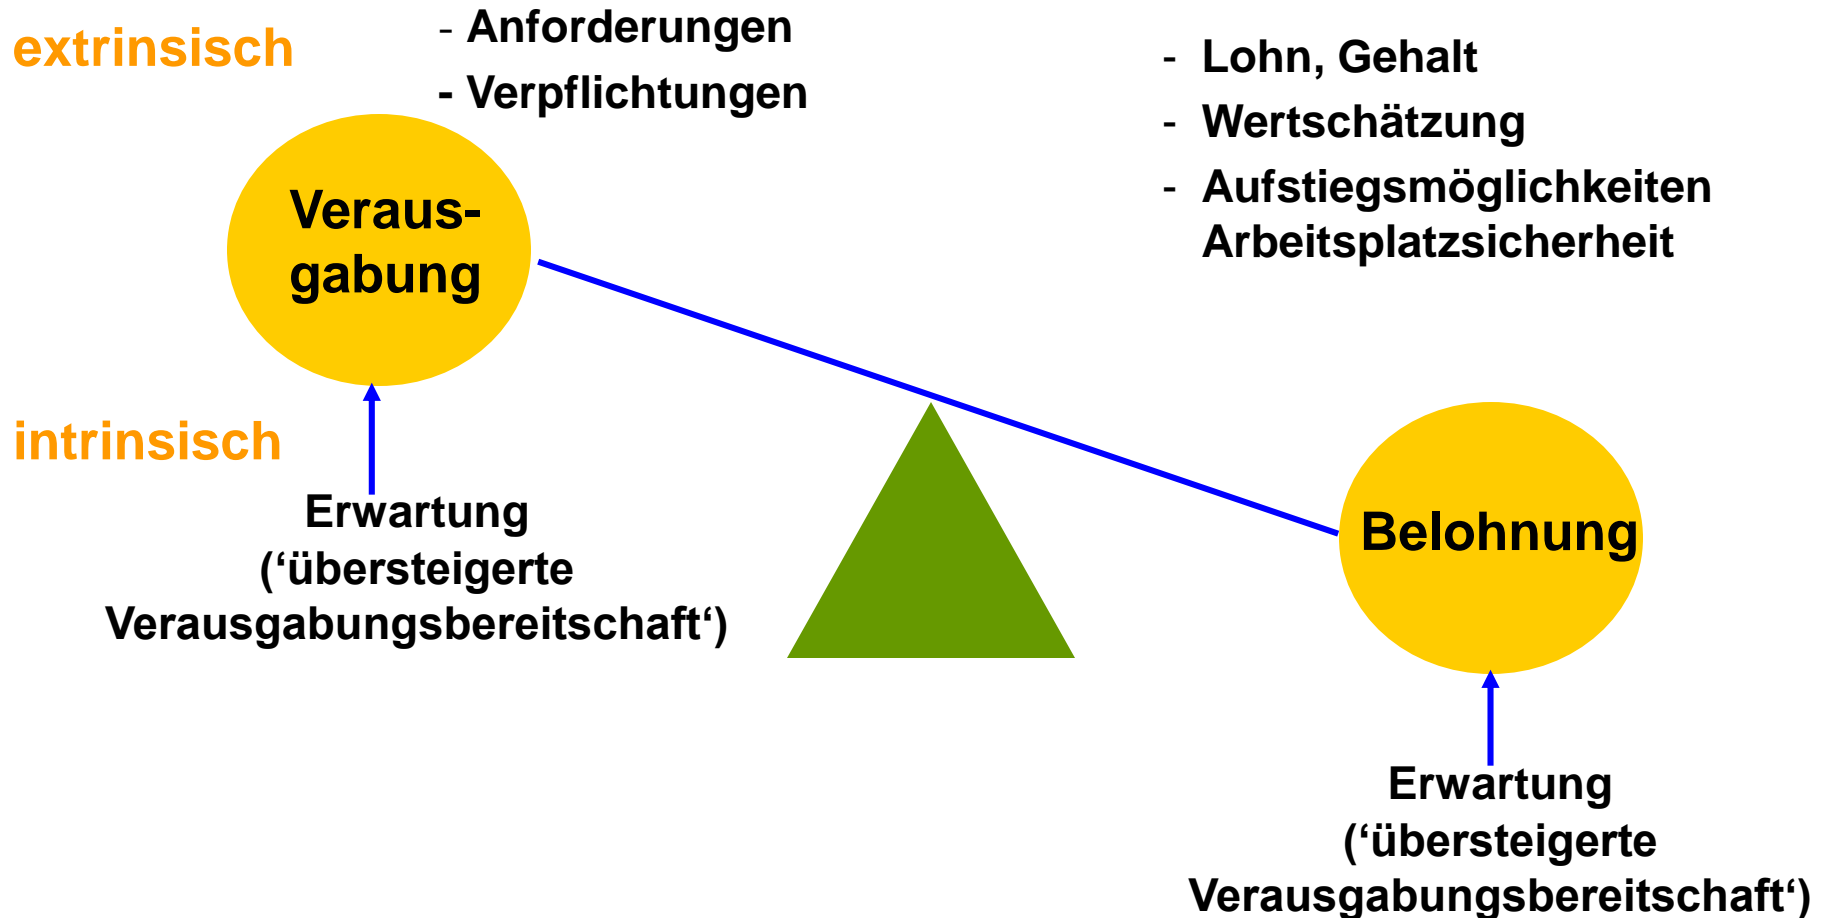 extrinsisch
- Anforderungen
- Verpflichtungen
- Lohn, Gehalt
- Wertschätzung
- Aufstiegsmöglichkeiten
Arbeitsplatzsicherheit
Veraus-
gabung
intrinsisch
Erwartung
(‘übersteigerte
Verausgabungsbereitschaft‘)
Belohnung
Erwartung
(‘übersteigerte
Verausgabungsbereitschaft‘)